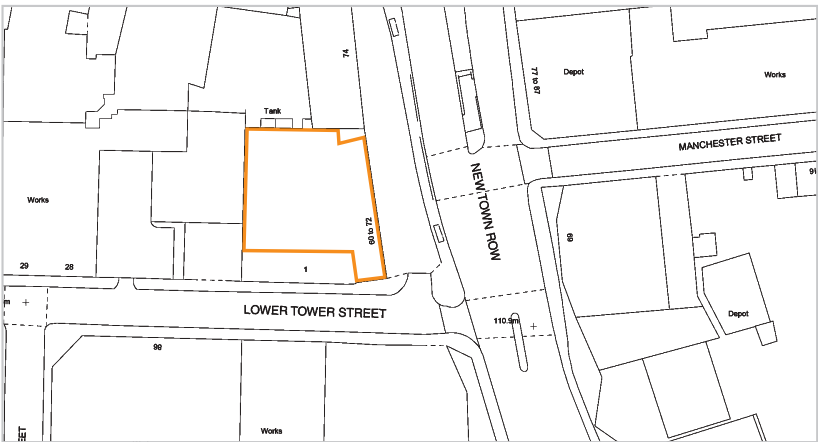 74
77 to 87
Depot
Works
Tank
MANCHESTER STREET
NEW TOWN ROW
Works
60 to 72
69
29
28
1
m
LOWER TOWER STREET
110.9m
Depot
99
Works
EET